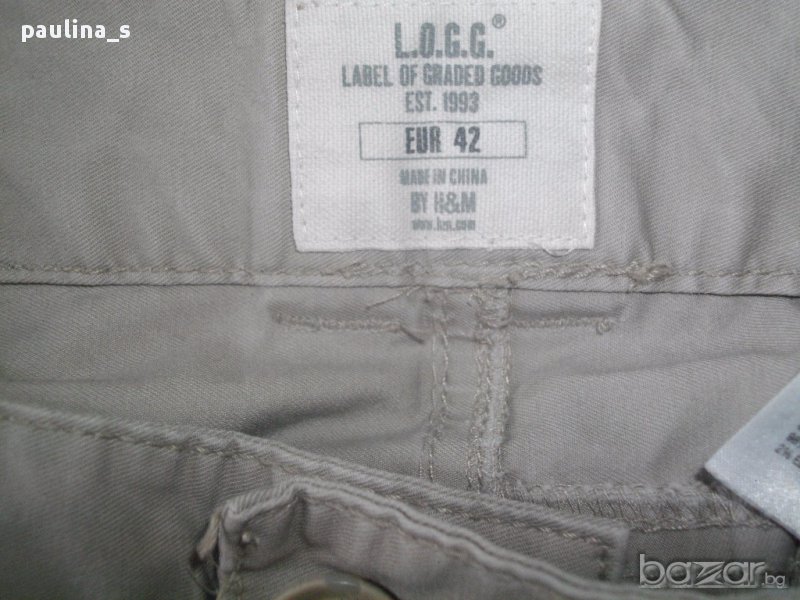 paulina_s
L.O.G.G.®
LABEL OF GRADED GOODS
EST. 1993
EUR 42
MADE IN CHINA
BY H&M
www.hm.com
bazar.bg